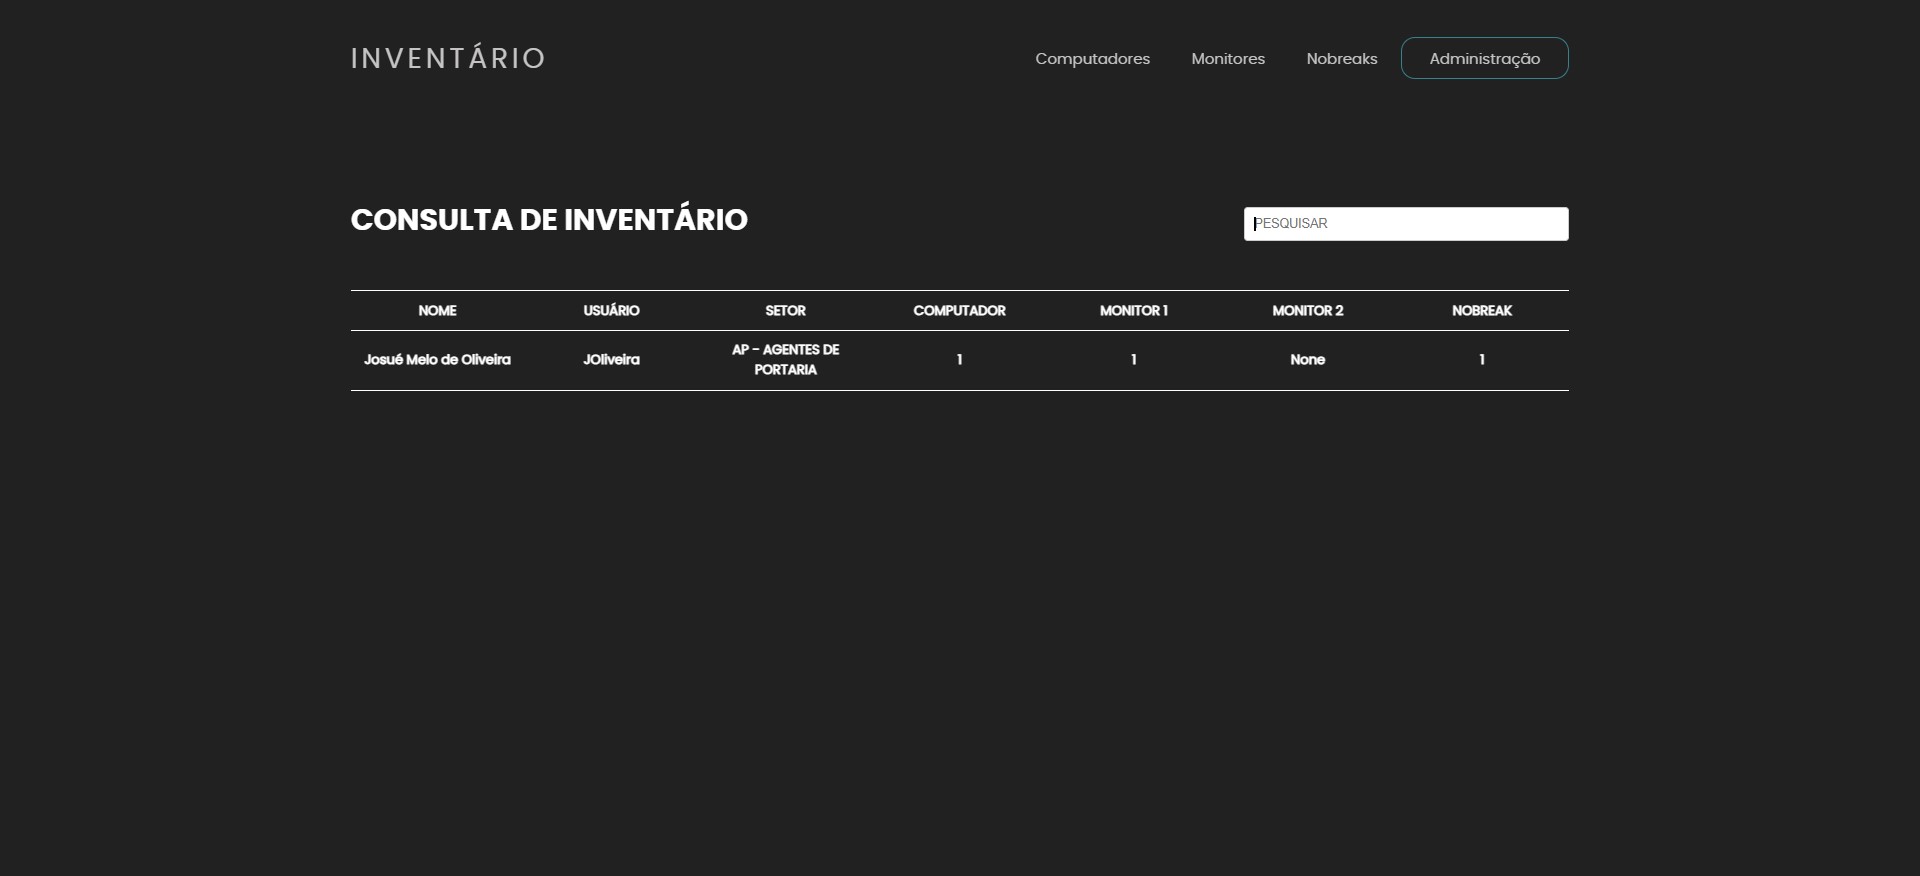 INVENTÁRIO
Computadores Monitores Nobreaks Administração
CONSULTA DE INVENTÁRIO
PESQUISAR
NOME USUÁRIO SETOR COMPUTADOR MONITOR 1 MONITOR 2 NOBREAK
Josué Melo de Oliveira JOliveira AP - AGENTES DE PORTARIA 1 1 None 1